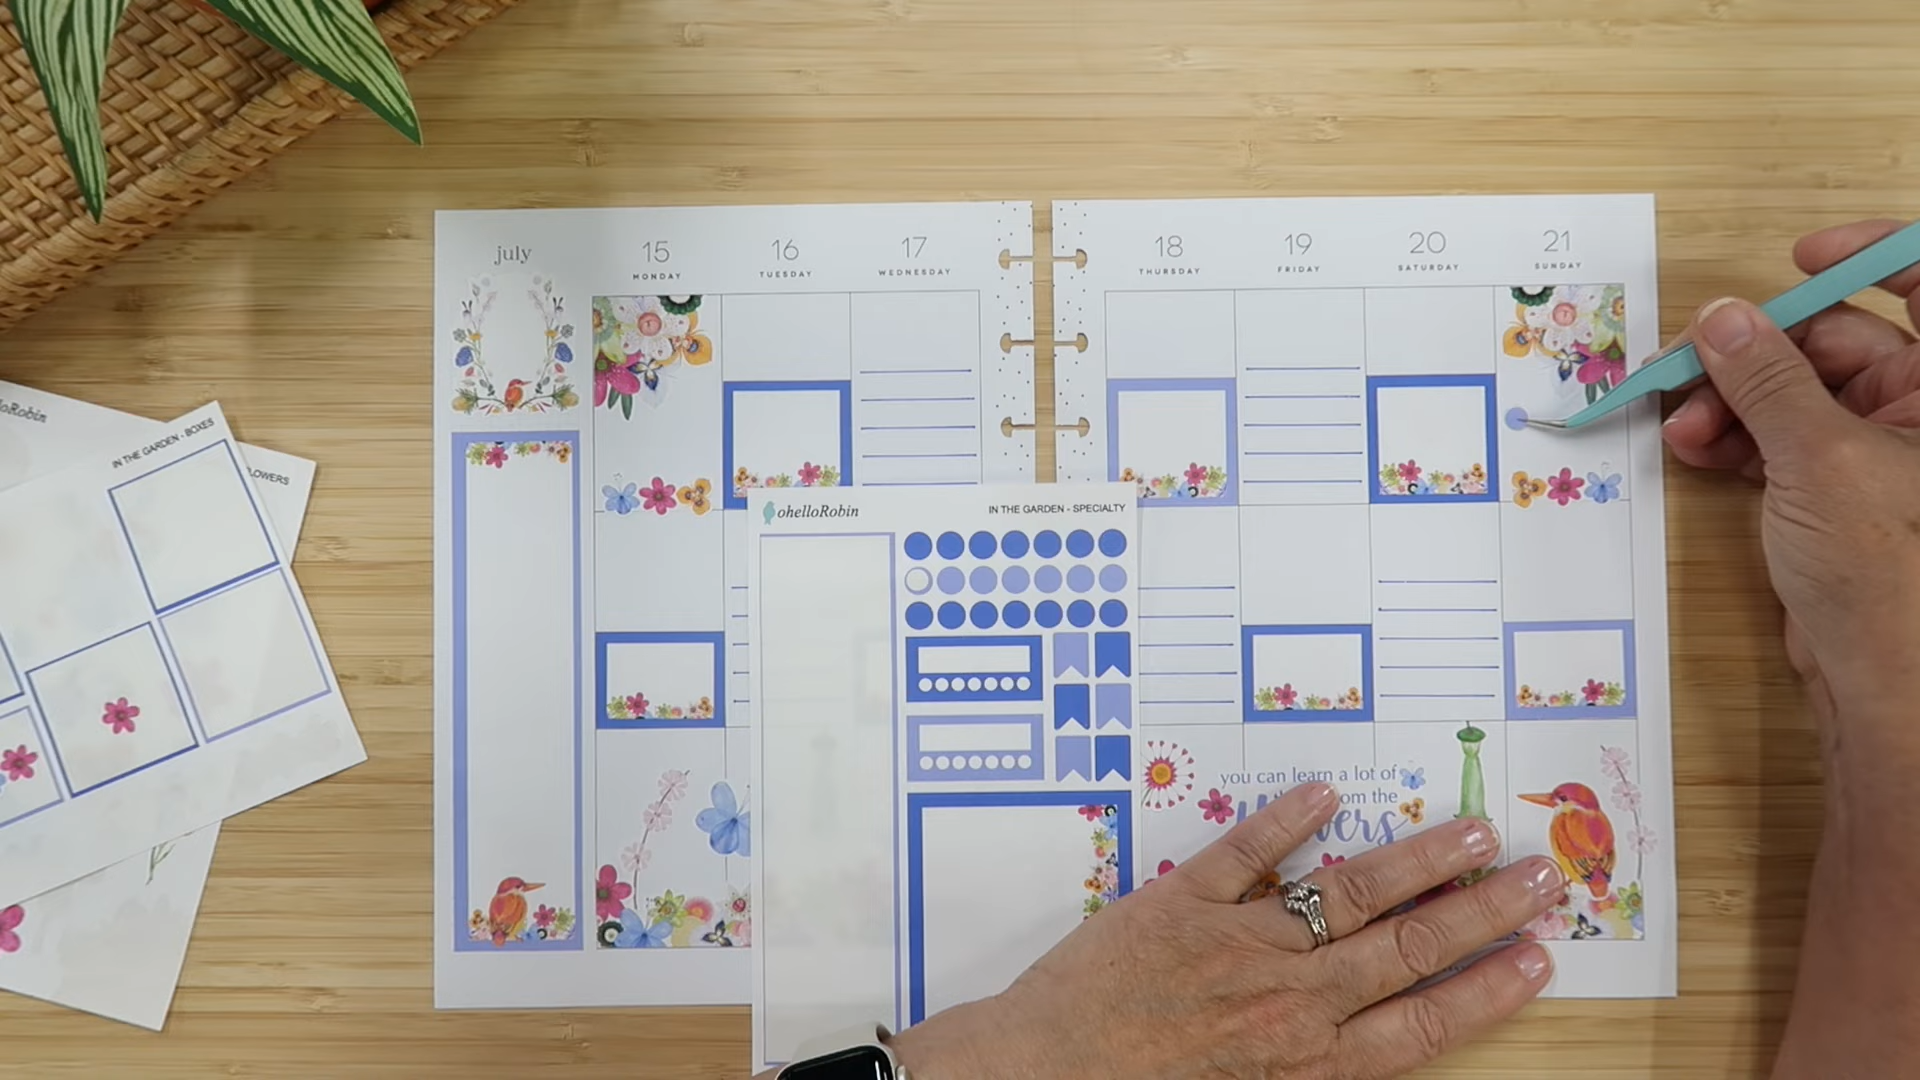 july
15
MONDAY
16
TUESDAY
17
WEDNESDAY
18
THURSDAY
19
FRIDAY
20
SATURDAY
21
SUNDAY
IN THE GARDEN - BOXES
ohelloRobin
IN THE GARDEN - SPECIALTY
you can learn a lot of
from the